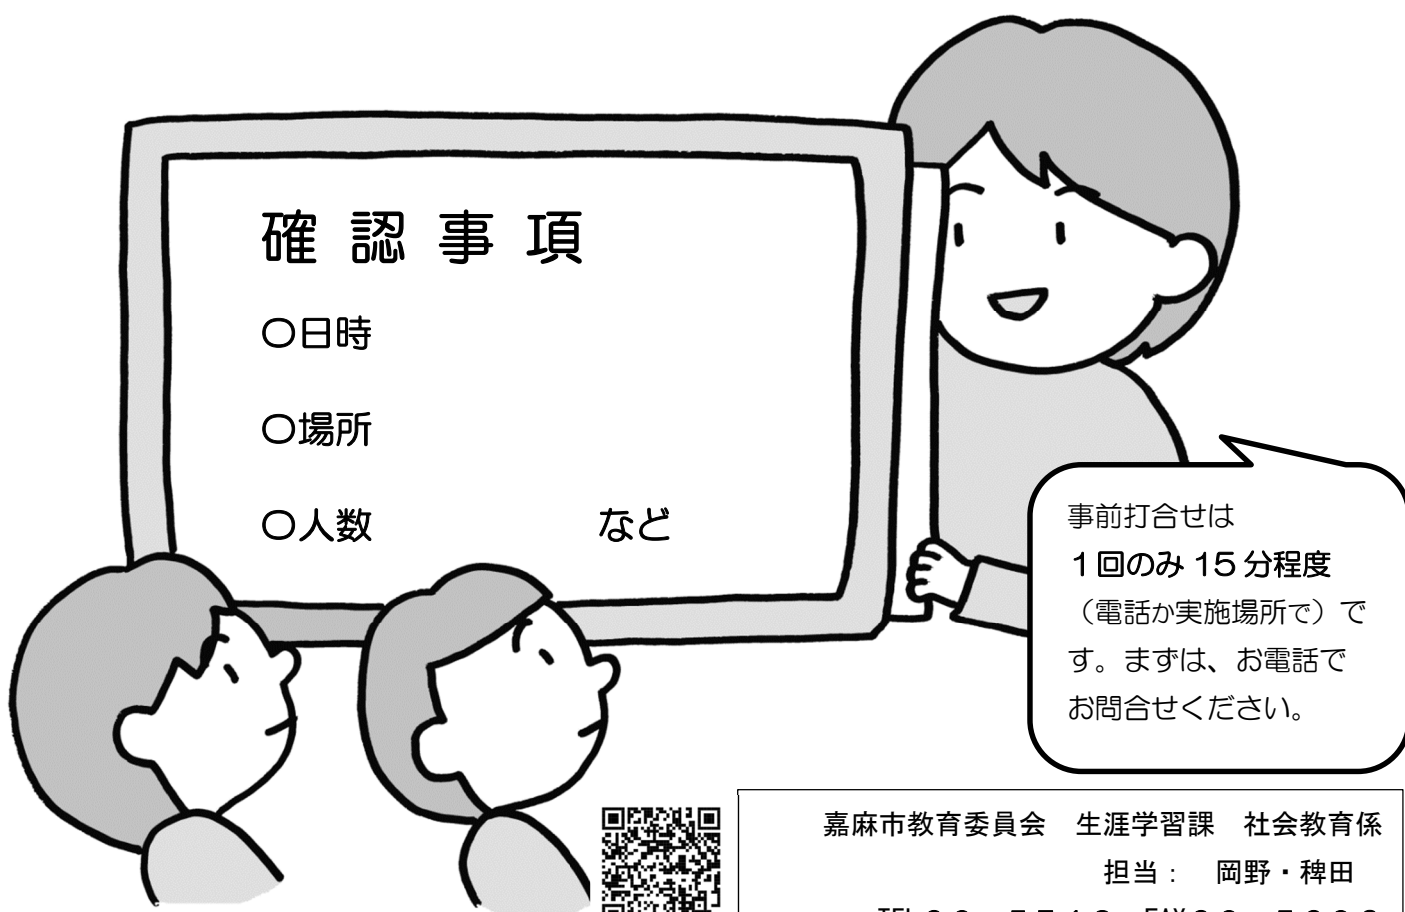 確認事項
〇日時
〇場所
〇人数　　など
事前打合せは
１回のみ 15 分程度
（電話か実施場所で）で
す。まずは、お電話で
お問合せください。
嘉麻市教育委員会　生涯学習課　社会教育係
担当：　岡野・稗田